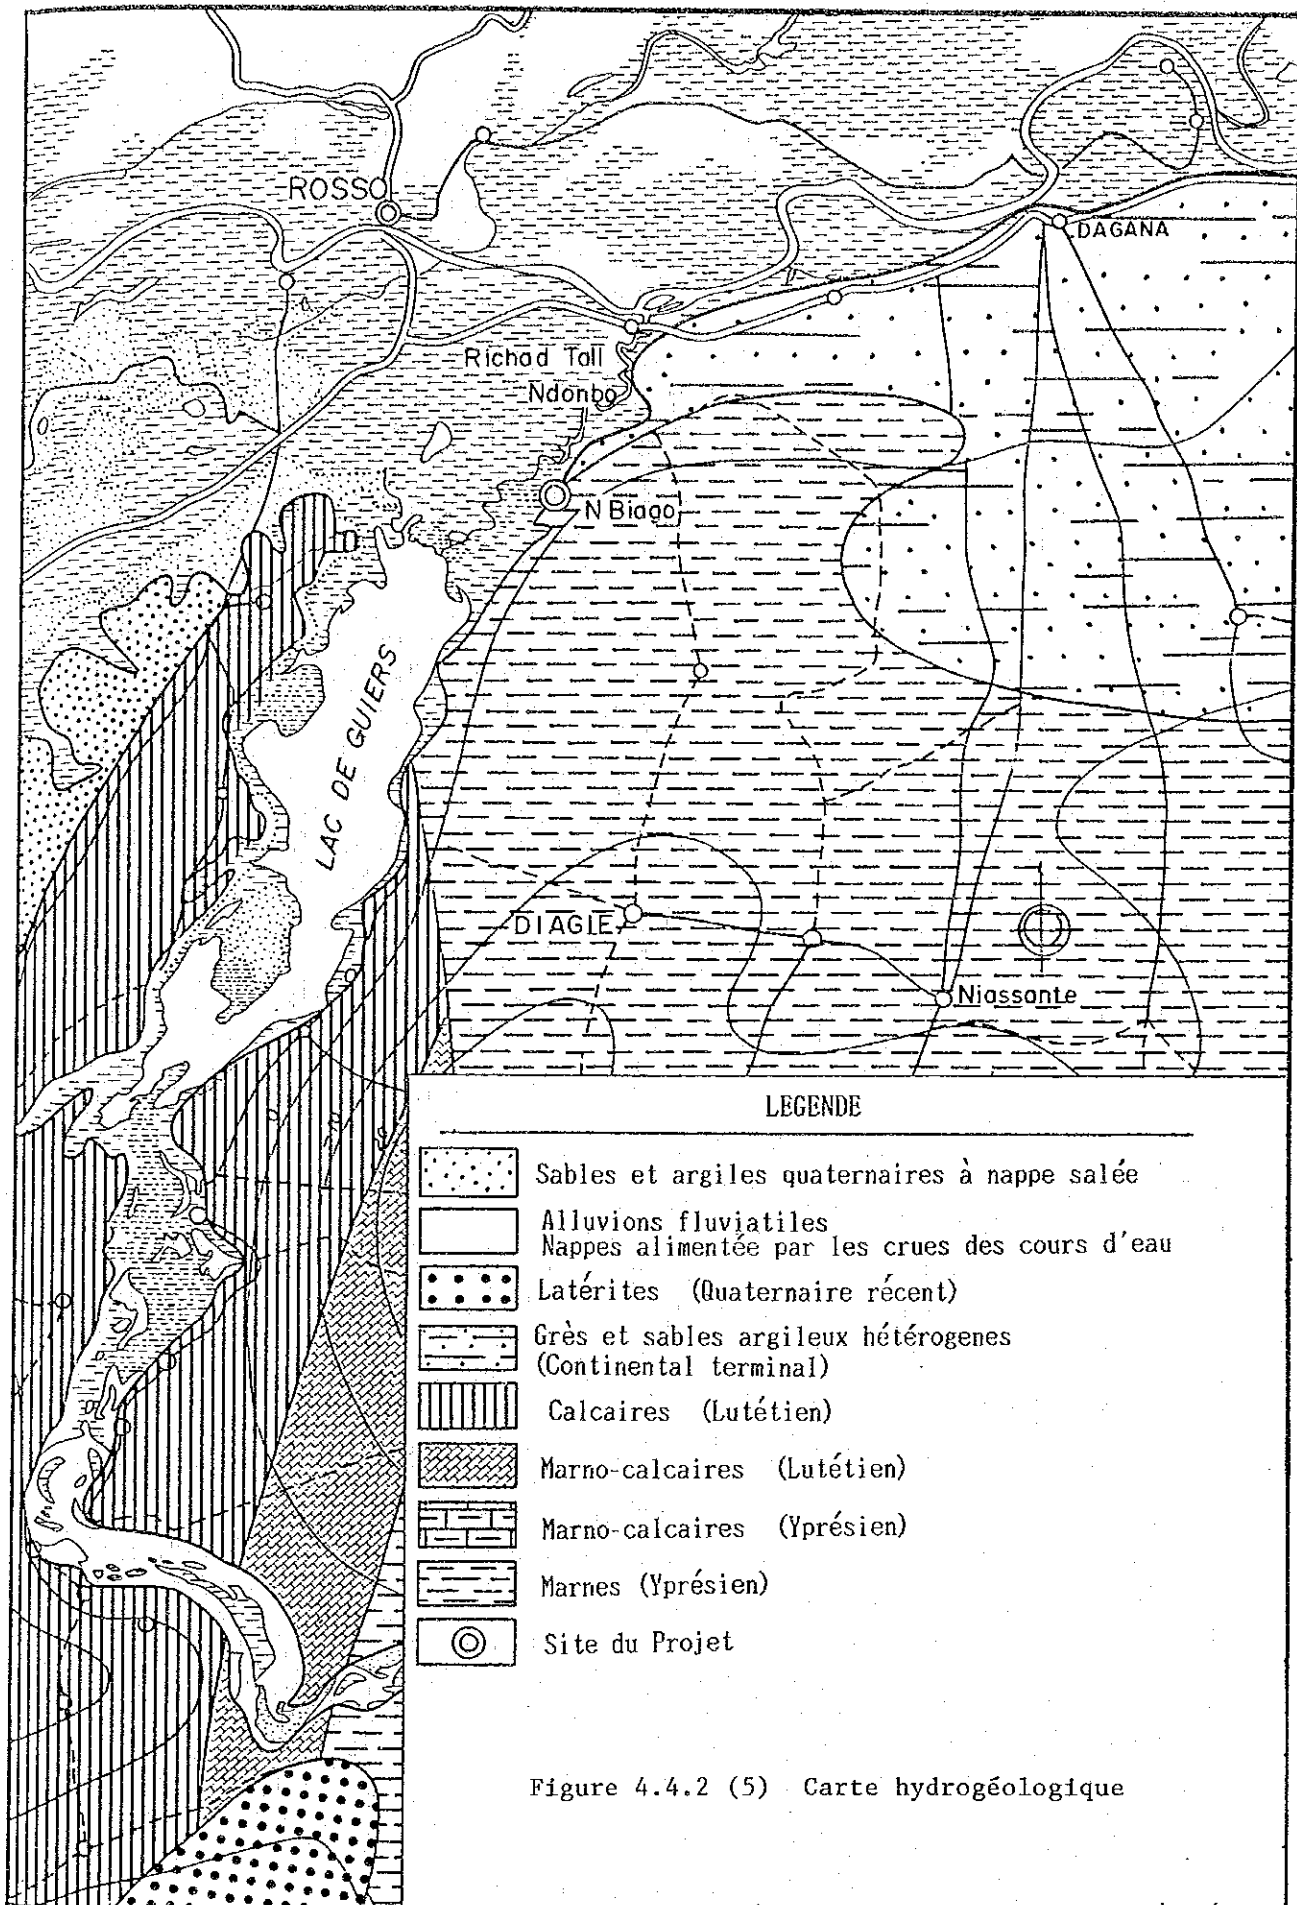 ROSSO
DAGANA
Richad Toll
Ndonbo
N Biago
LAC DE GUIERS
DIAGLE
Niassante
LEGENDE
Sables et argiles quaternaires à nappe salée
Alluvions fluviatiles
Nappes alimentée par les crues des cours d'eau
Latérites (Quaternaire récent)
Grès et sables argileux hétérogenes
(Continental terminal)
Calcaires (Lutétien)
Marno-calcaires (Lutétien)
Marno-calcaires (Yprésien)
Marnes (Yprésien)
Site du Projet
Figure 4.4.2 (5) Carte hydrogéologique